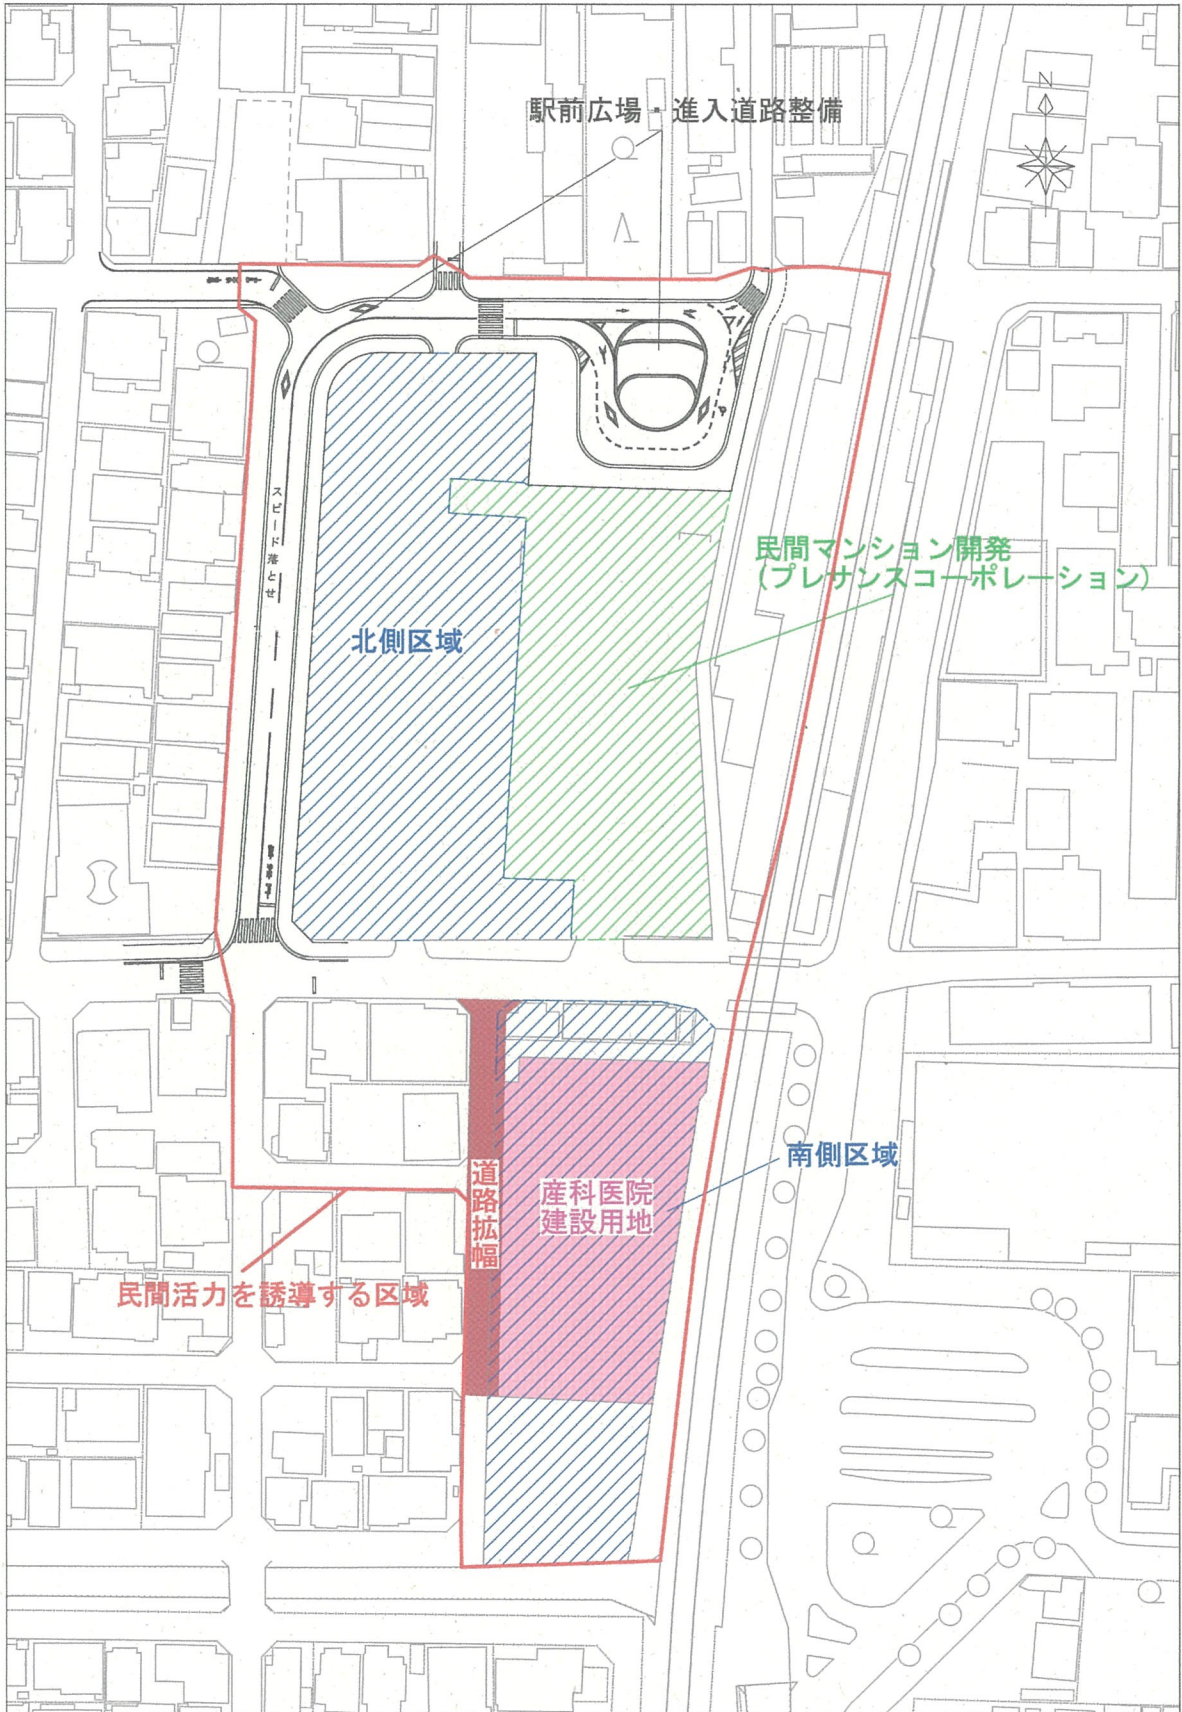 N
駅前広場・進入道路整備
スピード落とせ
民間マンション開発
(プレサンスコーポレーション)
北側区域
南側区域
道路拡幅
産科医院
建設用地
民間活力を誘導する区域